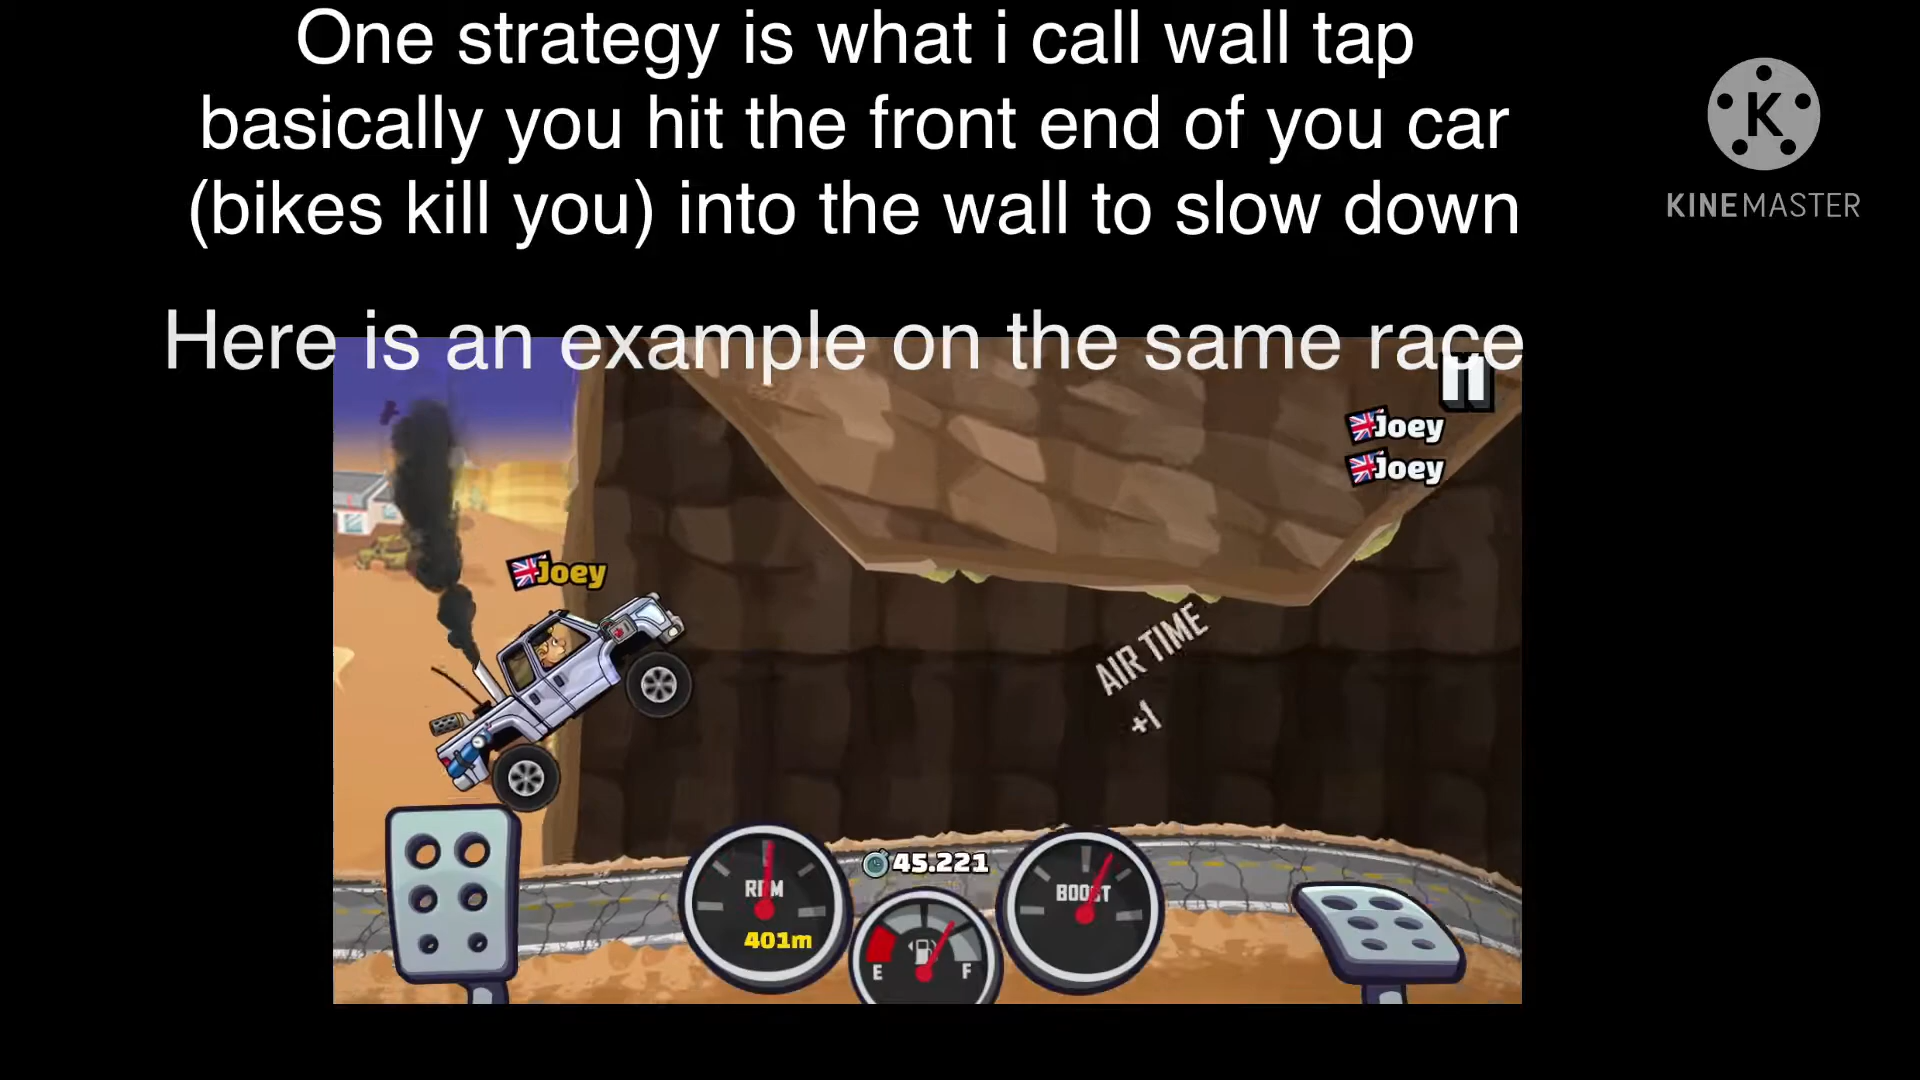 One strategy is what i call wall tap
basically you hit the front end of you car
(bikes kill you) into the wall to slow down
K
KINEMASTER
Here is an example on the same race
Joey
Joey
Joey
AIR TIME
+1
45.221
RPM
BOOST
401m
E F